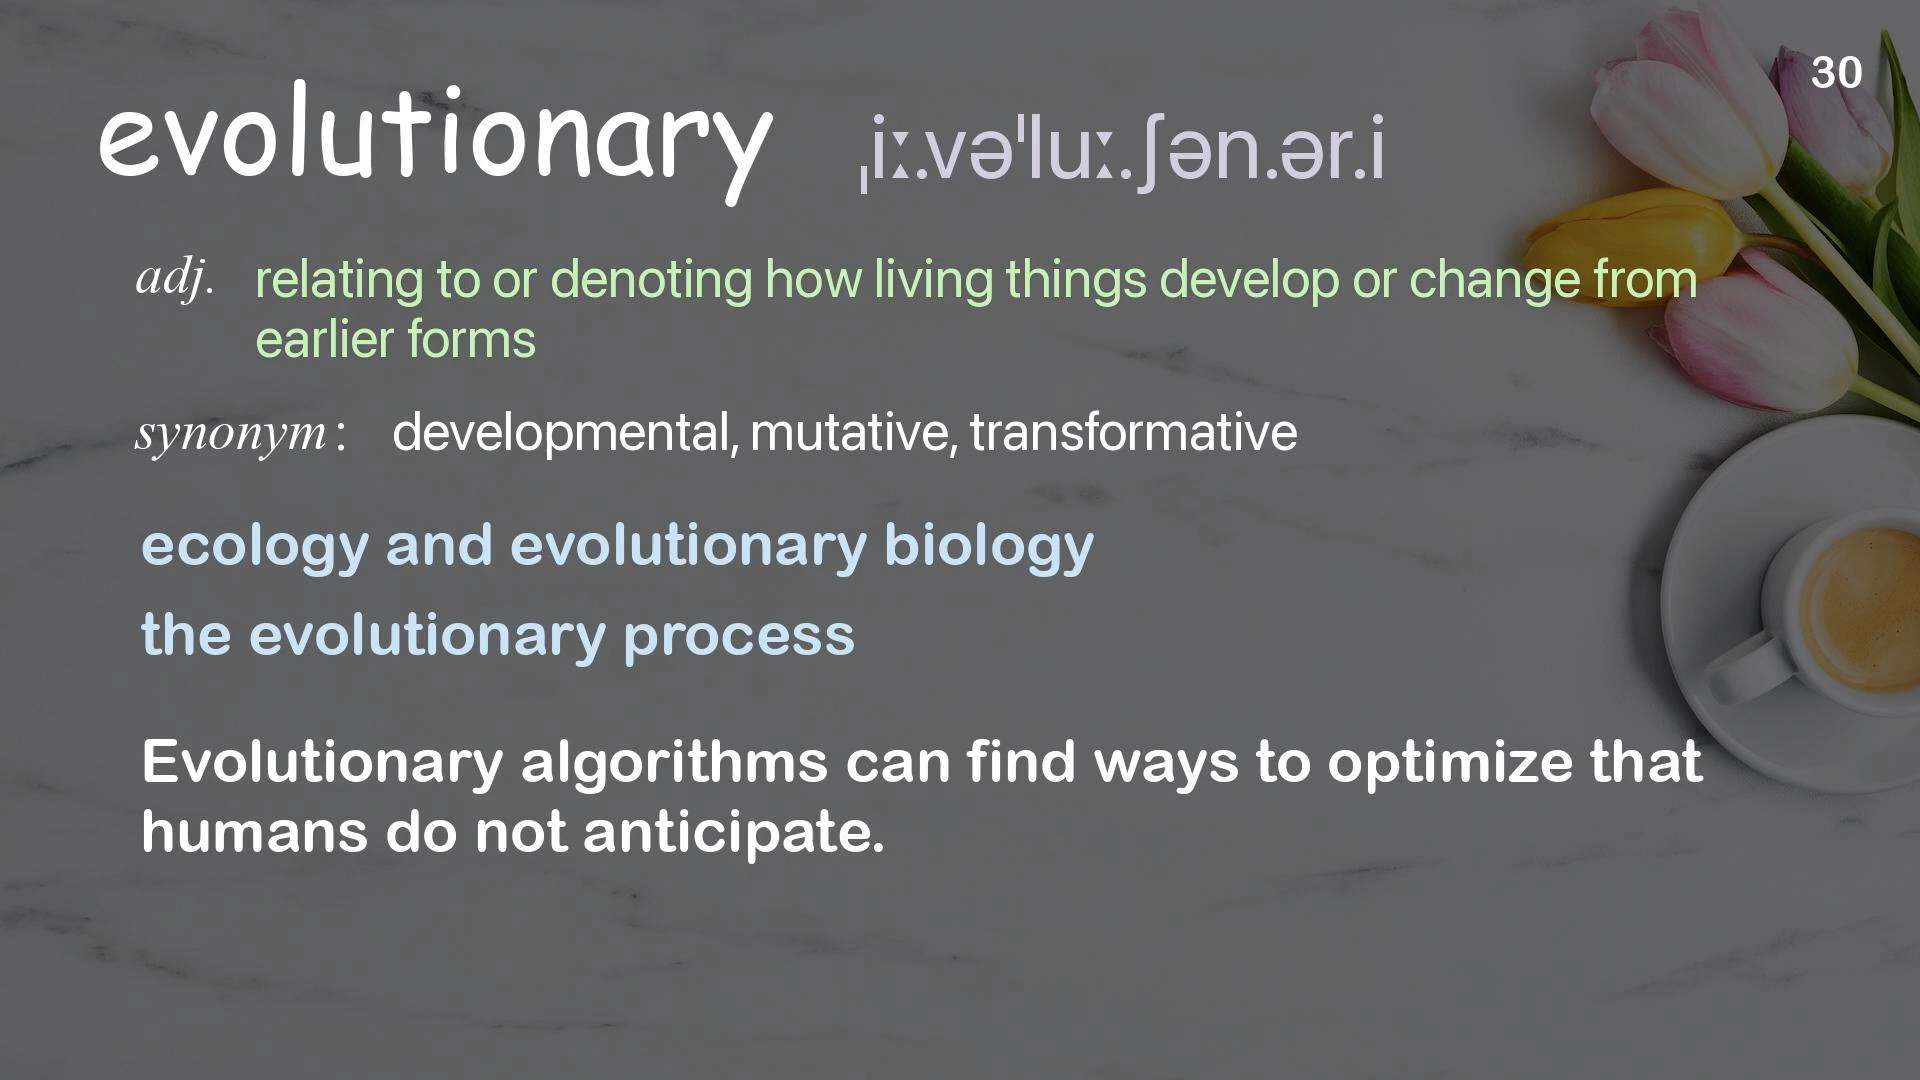 30
evolutionary ˌiː.vəˈluː.ʃən.ər.i
adj. relating to or denoting how living things develop or change from
earlier forms
synonym: developmental, mutative, transformative
ecology and evolutionary biology
the evolutionary process
Evolutionary algorithms can find ways to optimize that
humans do not anticipate.